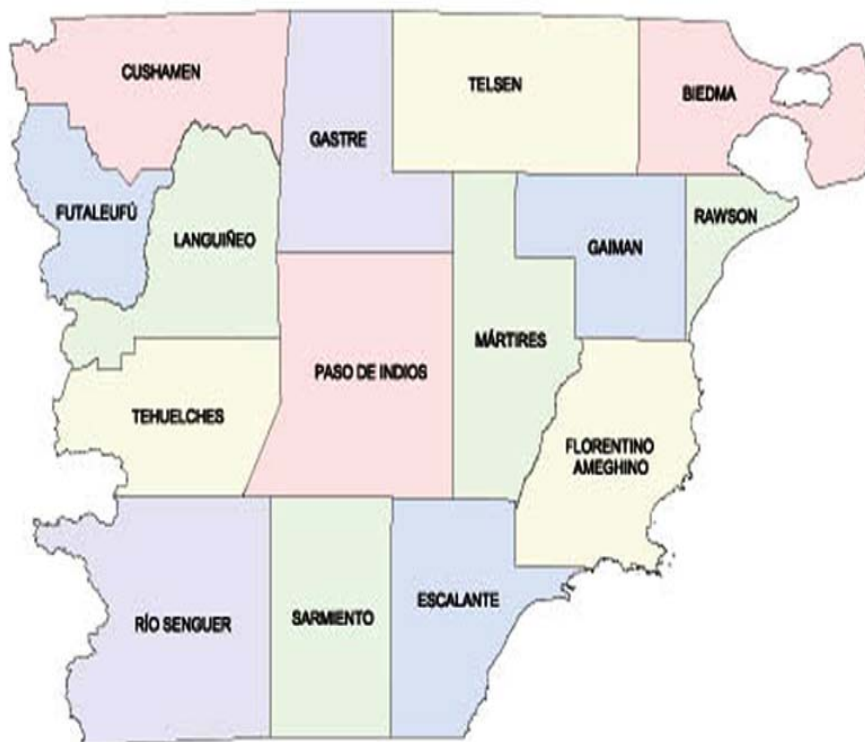 CUSHAMEN
GASTRE
TELSEN
BIEDMA
FUTALEUFÚ
LANGUIÑEO
GAIMAN
RAWSON
PASO DE INDIOS
MÁRTIRES
TEHUELCHES
FLORENTINO
AMEGHINO
RÍO SENGUER
SARMIENTO
ESCALANTE